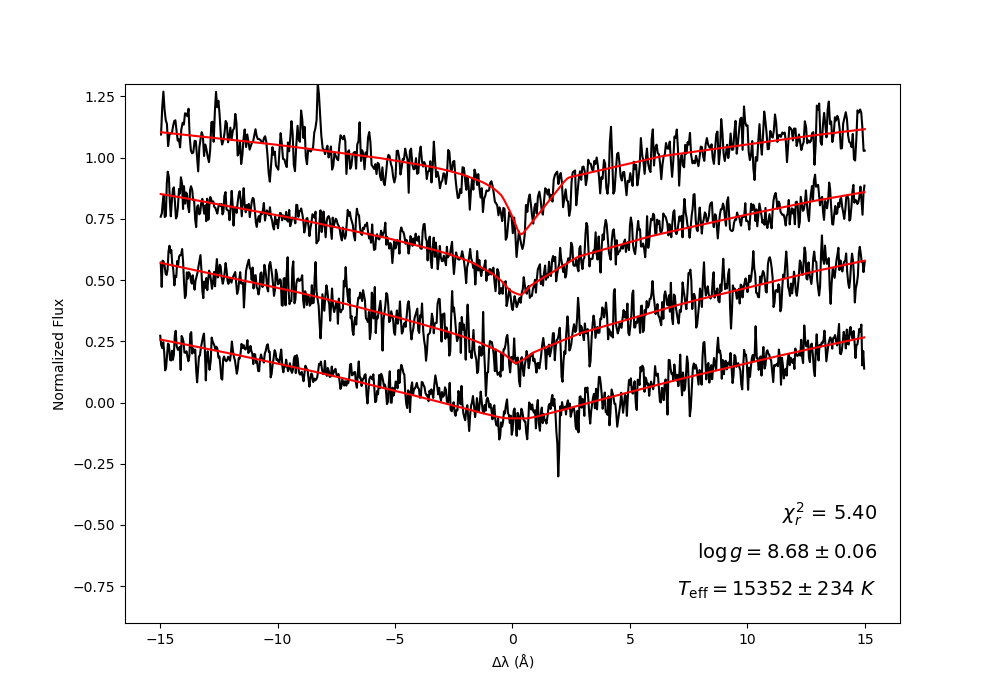 1.25
1.00
0.75
0.50
0.25
0.00
−0.25
−0.50
−0.75
Normalized Flux
χ²ᵣ = 5.40
log g = 8.68 ± 0.06
T_eff = 15352 ± 234 K
−15 −10 −5 0 5 10 15
Δλ (Å)